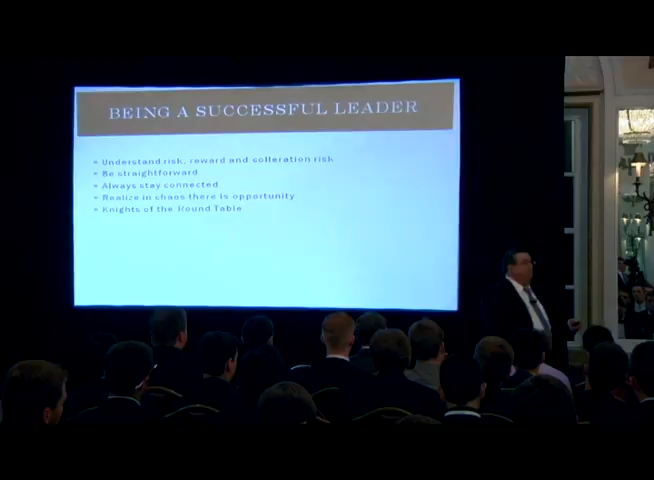 BEING A SUCCESSFUL LEADER
Understand risk, reward and colleration risk
Be straightforward
Always stay connected
Realize in chaos there is opportunity
Knights of the Round Table